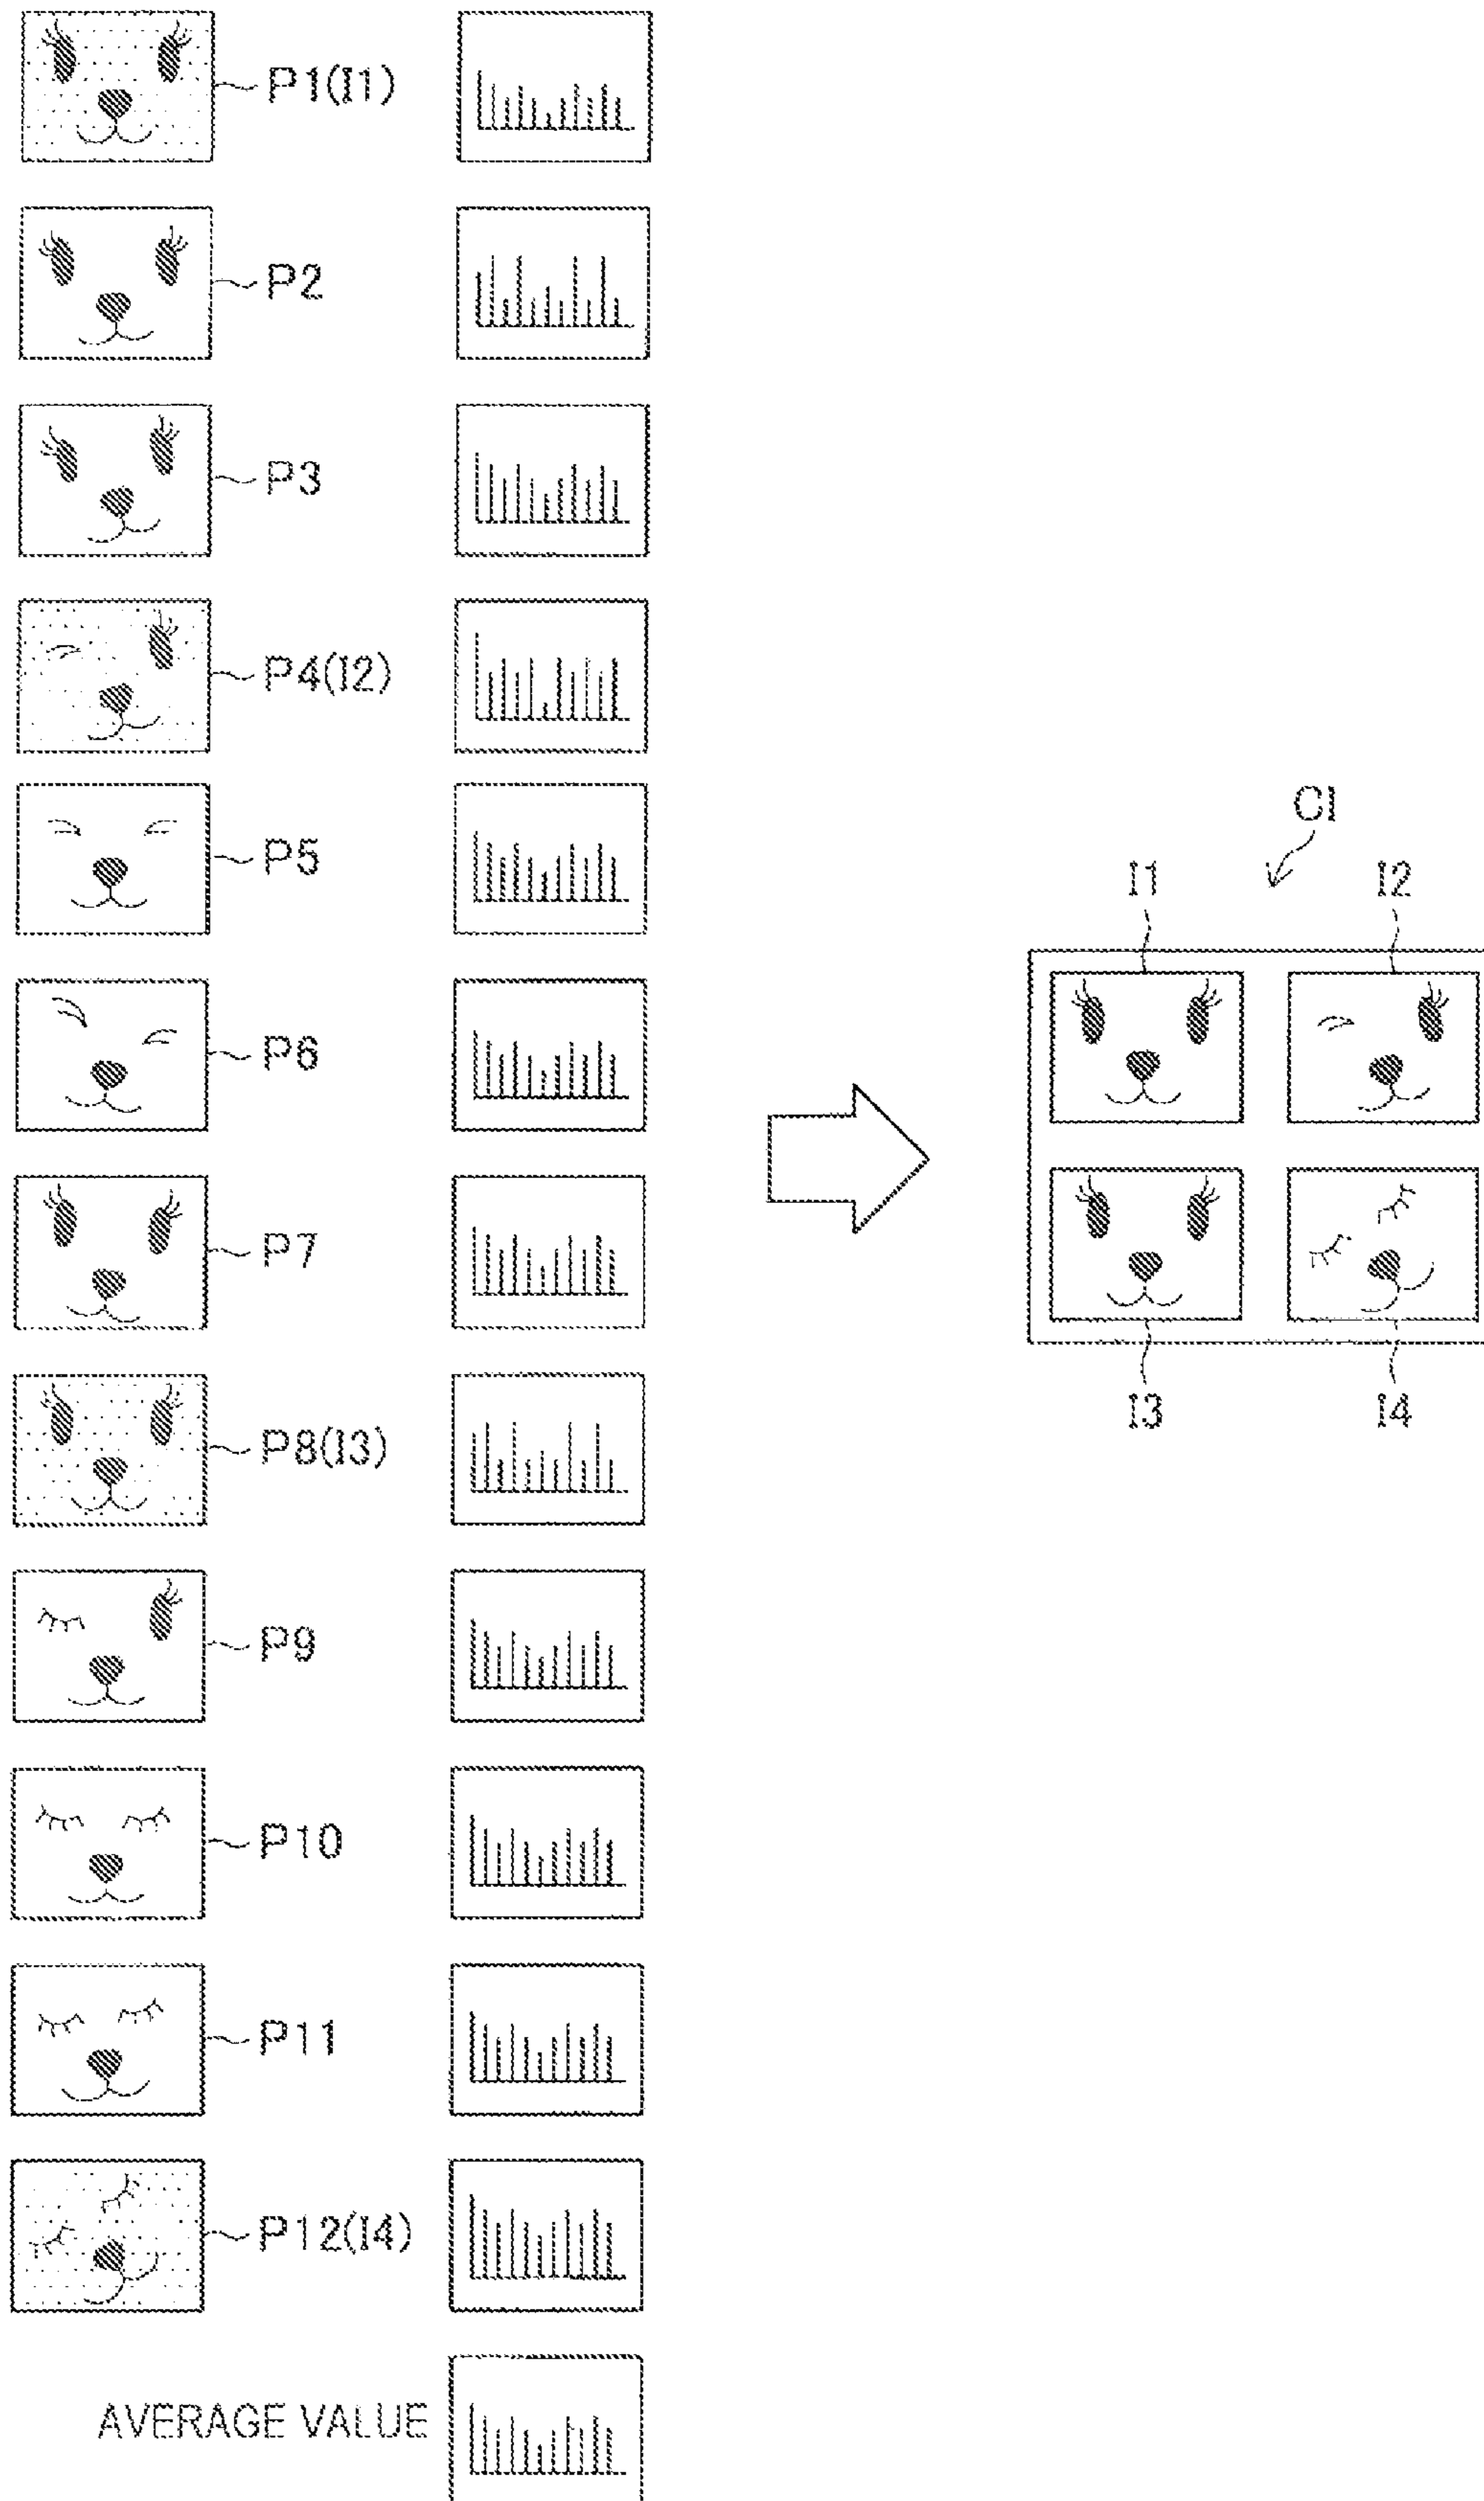 P1(I1)
P2
P3
P4(I2)
P5
P6
P7
P8(I3)
P9
P10
P11
P12(I4)
AVERAGE VALUE
CI
I1 I2
I3 I4